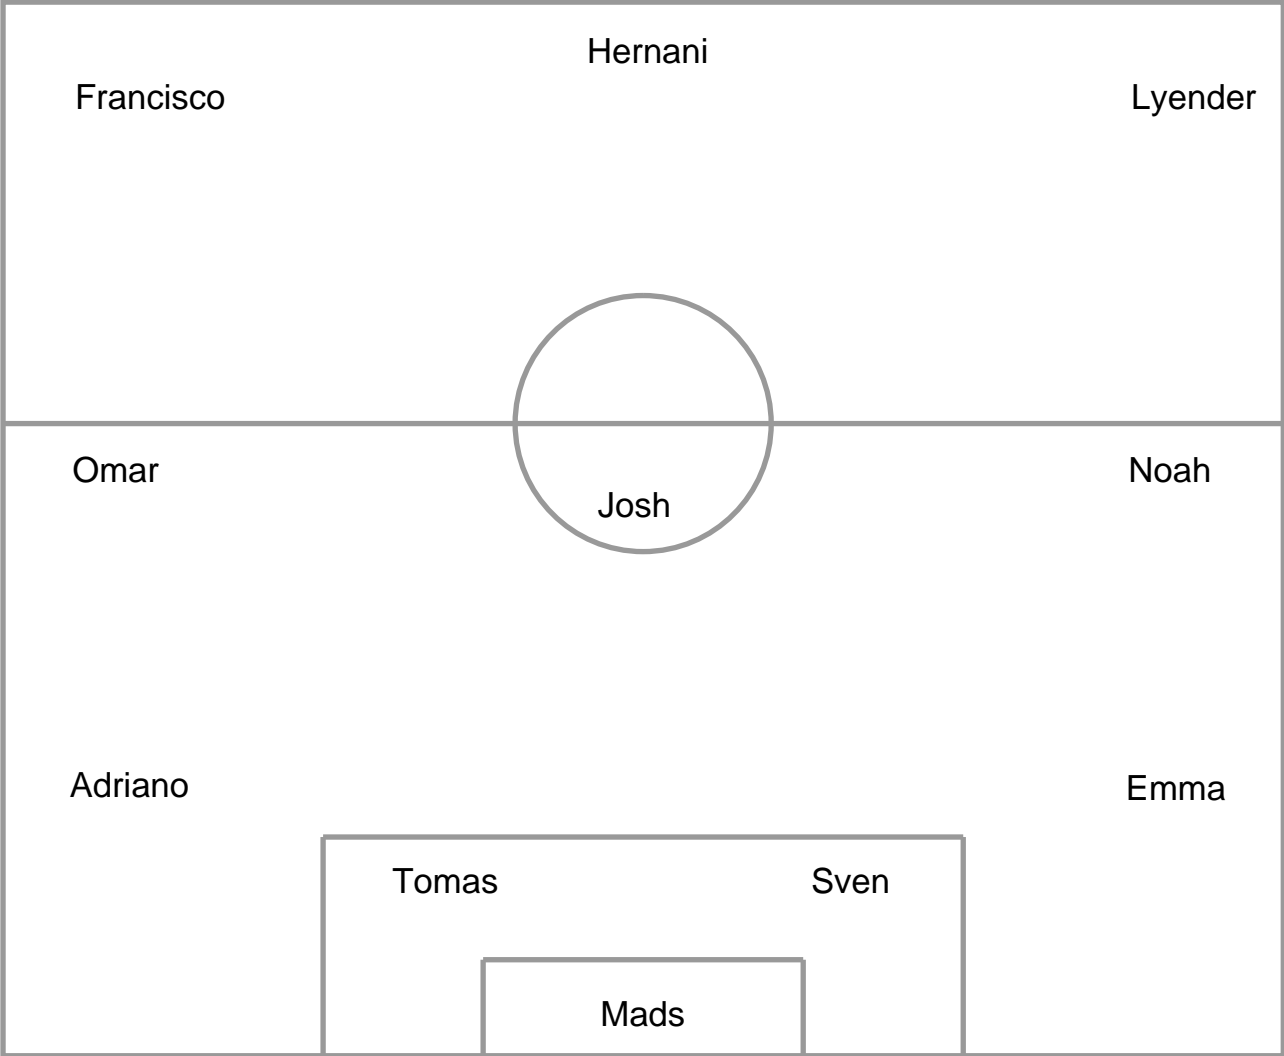 Hernani
Francisco
Lyender
Omar
Noah
Josh
Adriano
Emma
Tomas
Sven
Mads